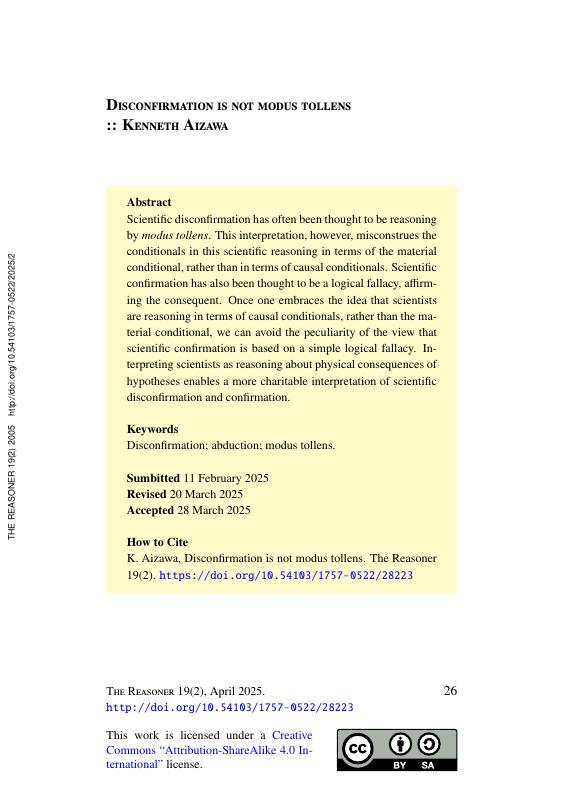 DISCONFIRMATION IS NOT MODUS TOLLENS
:: KENNETH AIZAWA
Abstract
Scientific disconfirmation has often been thought to be reasoning
by modus tollens. This interpretation, however, misconstrues the
conditionals in this scientific reasoning in terms of the material
conditional, rather than in terms of causal conditionals. Scientific
confirmation has also been thought to be a logical fallacy, affirm-
ing the consequent. Once one embraces the idea that scientists
are reasoning in terms of causal conditionals, rather than the ma-
terial conditional, we can avoid the peculiarity of the view that
scientific confirmation is based on a simple logical fallacy. In-
terpreting scientists as reasoning about physical consequences of
hypotheses enables a more charitable interpretation of scientific
disconfirmation and confirmation.
Keywords
Disconfirmation; abduction; modus tollens.
Sumbitted 11 February 2025
Revised 20 March 2025
Accepted 28 March 2025
How to Cite
K. Aizawa, Disconfirmation is not modus tollens. The Reasoner
19(2). https://doi.org/10.54103/1757-0522/28223
THE REASONER 19(2), April 2025. 26
http://doi.org/10.54103/1757-0522/28223
This work is licensed under a Creative
Commons “Attribution-ShareAlike 4.0 In-
ternational” license.
cc BY SA
THE REASONER 19(2) 2005 http://doi.org/10.54103/1757-0522/2025/2